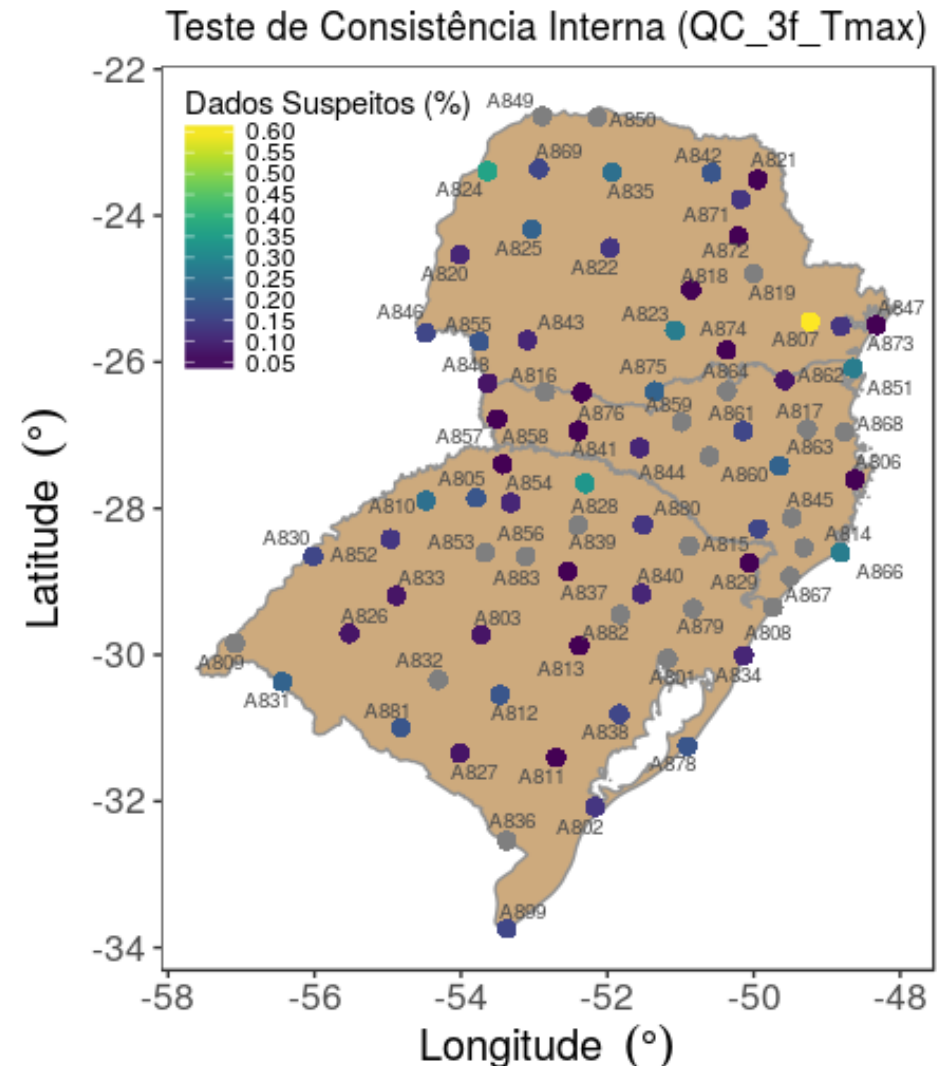 Teste de Consistência Interna (QC_3f_Tmax)
-22
Dados Suspeitos (%)
0.60
0.55
0.50
0.45
0.40
0.35
0.30
0.25
0.20
0.15
0.10
0.05
A849
A850
A869
A842
A821
A824
A835
A871
-24
A825
A822
A872
A820
A818
A819
A846
A855
A843
A823
A874
A807
A847
A873
-26
A848
A816
A875
A864
A862
A851
A876
A859
A861
A817
A868
A857
A858
A841
A844
A860
A863
A806
A805
A854
A810
A828
A880
A845
-28
A830
A852
A853
A856
A839
A815
A814
A883
A829
A866
A833
A837
A840
A867
A826
A803
A882
A879
A808
-30
A809
A832
A813
A801
A834
A831
A881
A812
A838
A827
A811
A878
-32
A836
A802
A899
-34
-58
-56
-54
-52
-50
-48
Latitude (°)
Longitude (°)